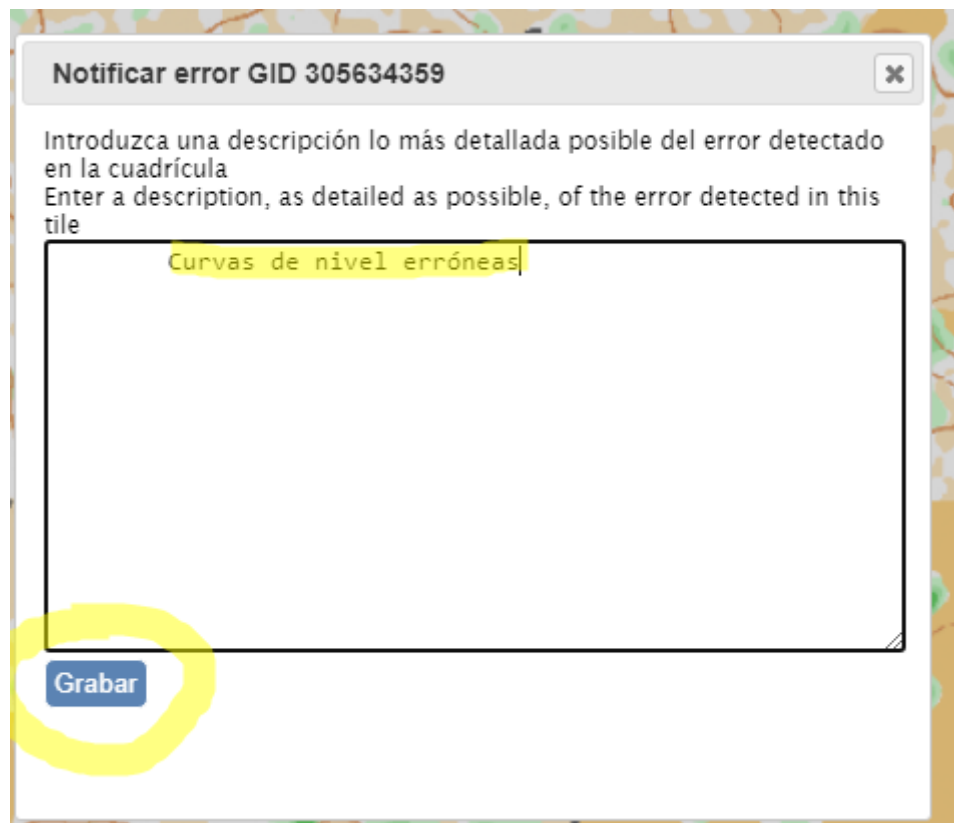 Notificar error GID 305634359
Introduzca una descripción lo más detallada posible del error detectado
en la cuadrícula
Enter a description, as detailed as possible, of the error detected in this
tile
Curvas de nivel erróneas
Grabar